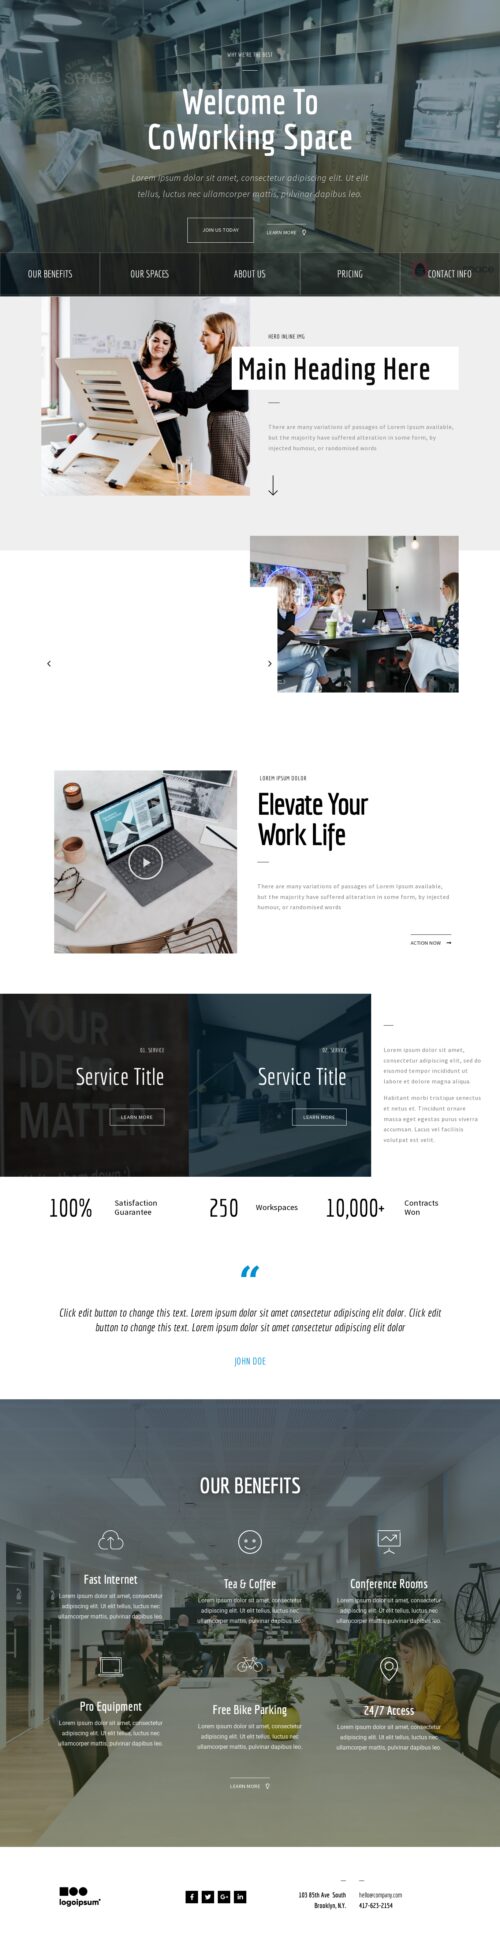 SPACES
WHY WE'RE THE BEST
Welcome To
CoWorking Space
Lorem ipsum dolor sit amet, consectetur adipiscing elit. Ut elit
tellus, luctus nec ullamcorper mattis, pulvinar dapibus leo.
JOIN US TODAY
LEARN MORE
OUR BENEFITS
OUR SPACES
ABOUT US
PRICING
CONTACT INFO
HERO INLINE IMG
Main Heading Here
There are many variations of passages of Lorem Ipsum available,
but the majority have suffered alteration in some form, by
injected humour, or randomised words
LOREM IPSUM DOLOR
Elevate Your
Work Life
There are many variations of passages of Lorem Ipsum available,
but the majority have suffered alteration in some form, by injected
humour, or randomised words
ACTION NOW
YOUR
IDEAS
MATTER
01. SERVICE
Service Title
LEARN MORE
02. SERVICE
Service Title
LEARN MORE
Lorem ipsum dolor sit amet,
consectetur adipiscing elit, sed do
eiusmod tempor incididunt ut
labore et dolore magna aliqua.
Habitant morbi tristique senectus
et netus et. Tincidunt ornare
massa eget egestas purus viverra
accumsan. Lacus vel facilisis
volutpat est velit.
100%
Satisfaction
Guarantee
250
Workspaces
10,000+
Contracts
Won
“
Click edit button to change this text. Lorem ipsum dolor sit amet consectetur adipiscing elit dolor. Click edit
button to change this text. Lorem ipsum dolor sit amet consectetur adipiscing elit dolor
JOHN DOE
OUR BENEFITS
Fast Internet
Lorem ipsum dolor sit amet, consectetur
adipiscing elit. Ut elit tellus, luctus nec
ullamcorper mattis, pulvinar dapibus leo.
Tea & Coffee
Lorem ipsum dolor sit amet, consectetur
adipiscing elit. Ut elit tellus, luctus nec
ullamcorper mattis, pulvinar dapibus leo.
Conference Rooms
Lorem ipsum dolor sit amet, consectetur
adipiscing elit. Ut elit tellus, luctus nec
ullamcorper mattis, pulvinar dapibus leo.
Pro Equipment
Lorem ipsum dolor sit amet, consectetur
adipiscing elit. Ut elit tellus, luctus nec
ullamcorper mattis, pulvinar dapibus leo.
Free Bike Parking
Lorem ipsum dolor sit amet, consectetur
adipiscing elit. Ut elit tellus, luctus nec
ullamcorper mattis, pulvinar dapibus leo.
24/7 Access
Lorem ipsum dolor sit amet, consectetur
adipiscing elit. Ut elit tellus, luctus nec
ullamcorper mattis, pulvinar dapibus leo.
LEARN MORE
logoipsum
103 85th Ave South
Brooklyn, N.Y.
hello@company.com
417-623-2154